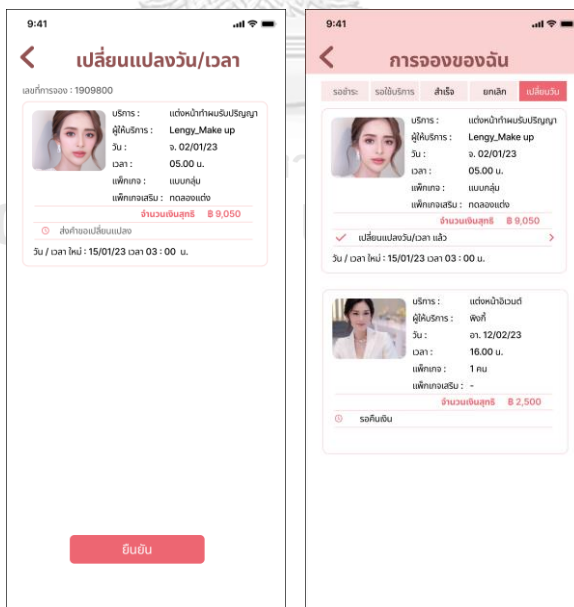 9:41
เปลี่ยนแปลงวัน/เวลา
เลขที่การจอง : 1909800
บริการ : แต่งหน้าทำผมรับปริญญา
ผู้ให้บริการ : Lengy_Make up
วัน : จ. 02/01/23
เวลา : 05.00 น.
แพ็กเกจ : แบบกลุ่ม
แพ็กเกจเสริม : ทดลองแต่ง
จำนวนเงินสุทธิ ฿ 9,050
ส่งคำขอเปลี่ยนแปลง
วัน / เวลา ใหม่ : 15/01/23 เวลา 03 : 00 น.
ยืนยัน
9:41
การจองของฉัน
รอชำระ รอใช้บริการ สำเร็จ ยกเลิก เปลี่ยนวัน
บริการ : แต่งหน้าทำผมรับปริญญา
ผู้ให้บริการ : Lengy_Make up
วัน : จ. 02/01/23
เวลา : 05.00 น.
แพ็กเกจ : แบบกลุ่ม
แพ็กเกจเสริม : ทดลองแต่ง
จำนวนเงินสุทธิ ฿ 9,050
เปลี่ยนแปลงวัน/เวลา แล้ว
วัน / เวลา ใหม่ : 15/01/23 เวลา 03 : 00 น.
บริการ : แต่งหน้าอีเวนต์
ผู้ให้บริการ : พิงกี้
วัน : อา. 12/02/23
เวลา : 16.00 น.
แพ็กเกจ : 1 คน
แพ็กเกจเสริม : -
จำนวนเงินสุทธิ ฿ 2,500
รอคืนเงิน